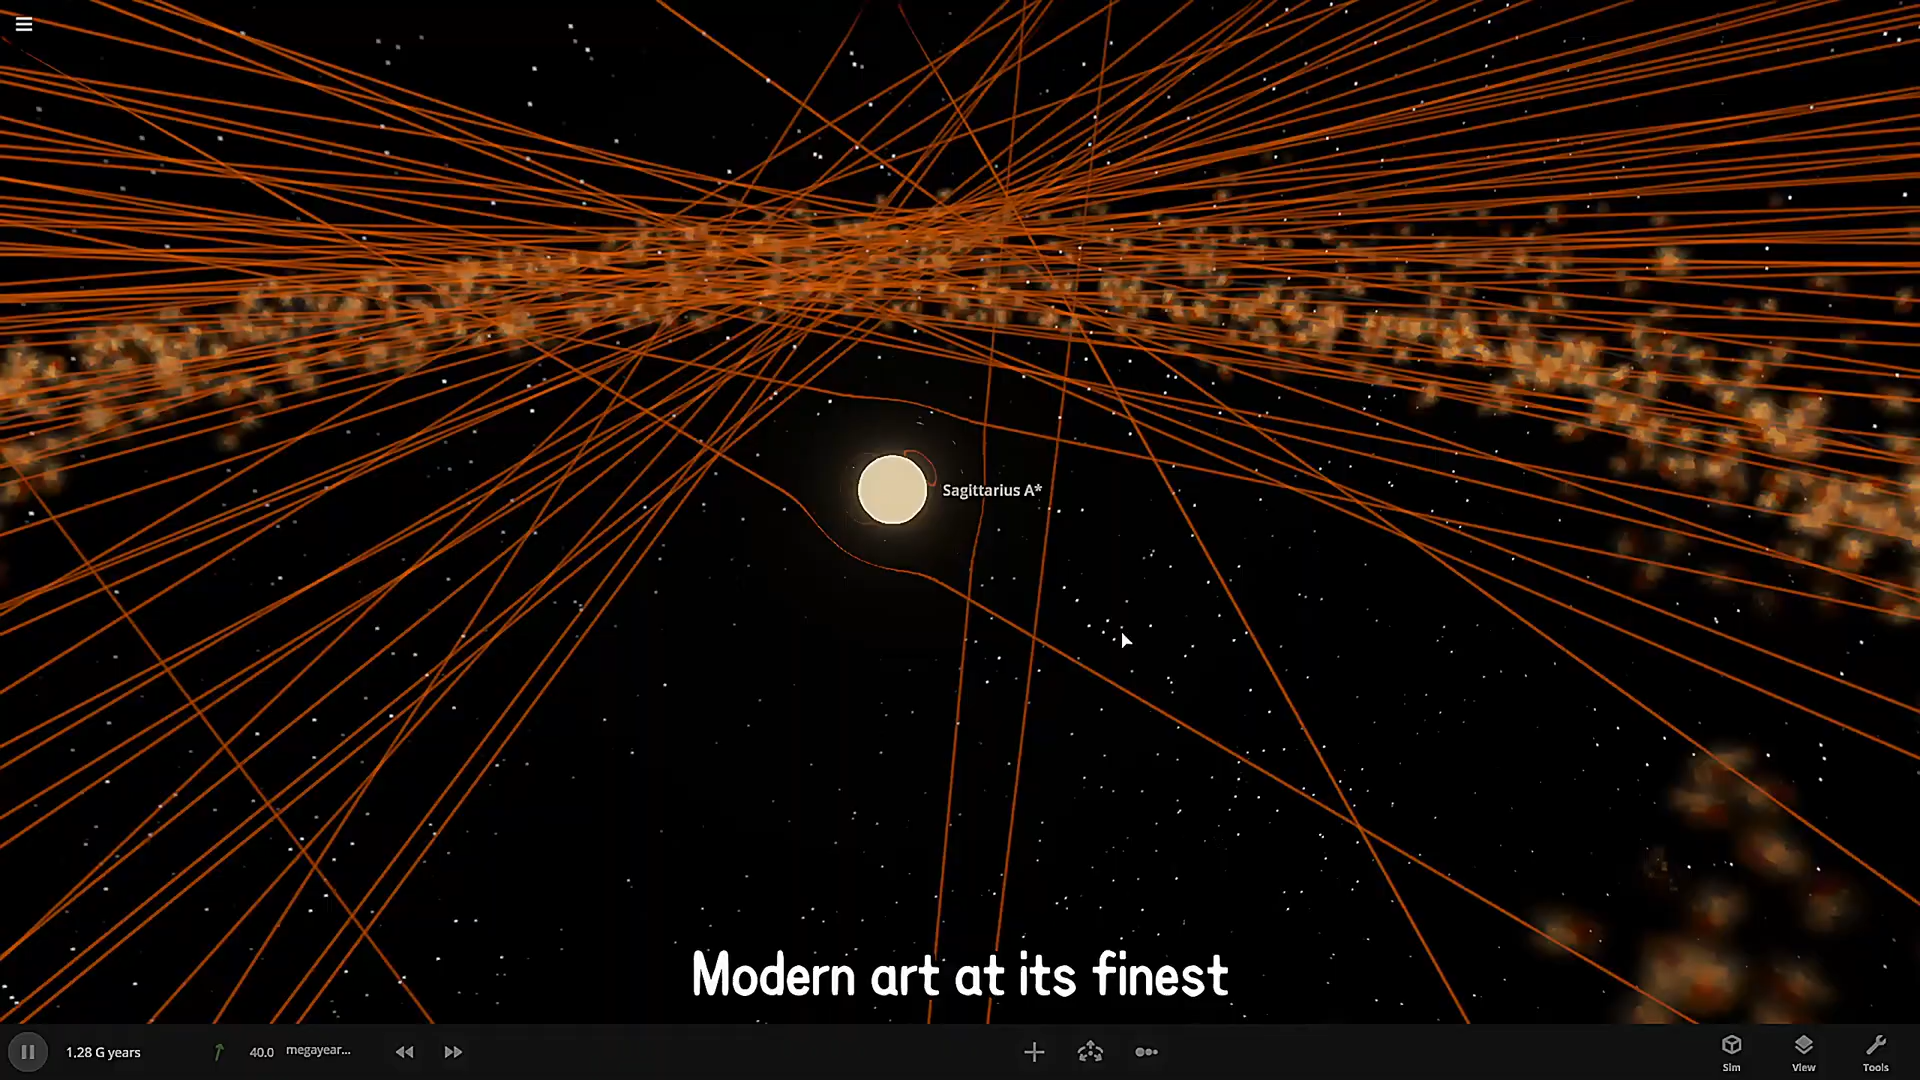 Sagittarius A*
Modern art at its finest
1.28 G years
40.0
megayear...
Sim
View
Tools